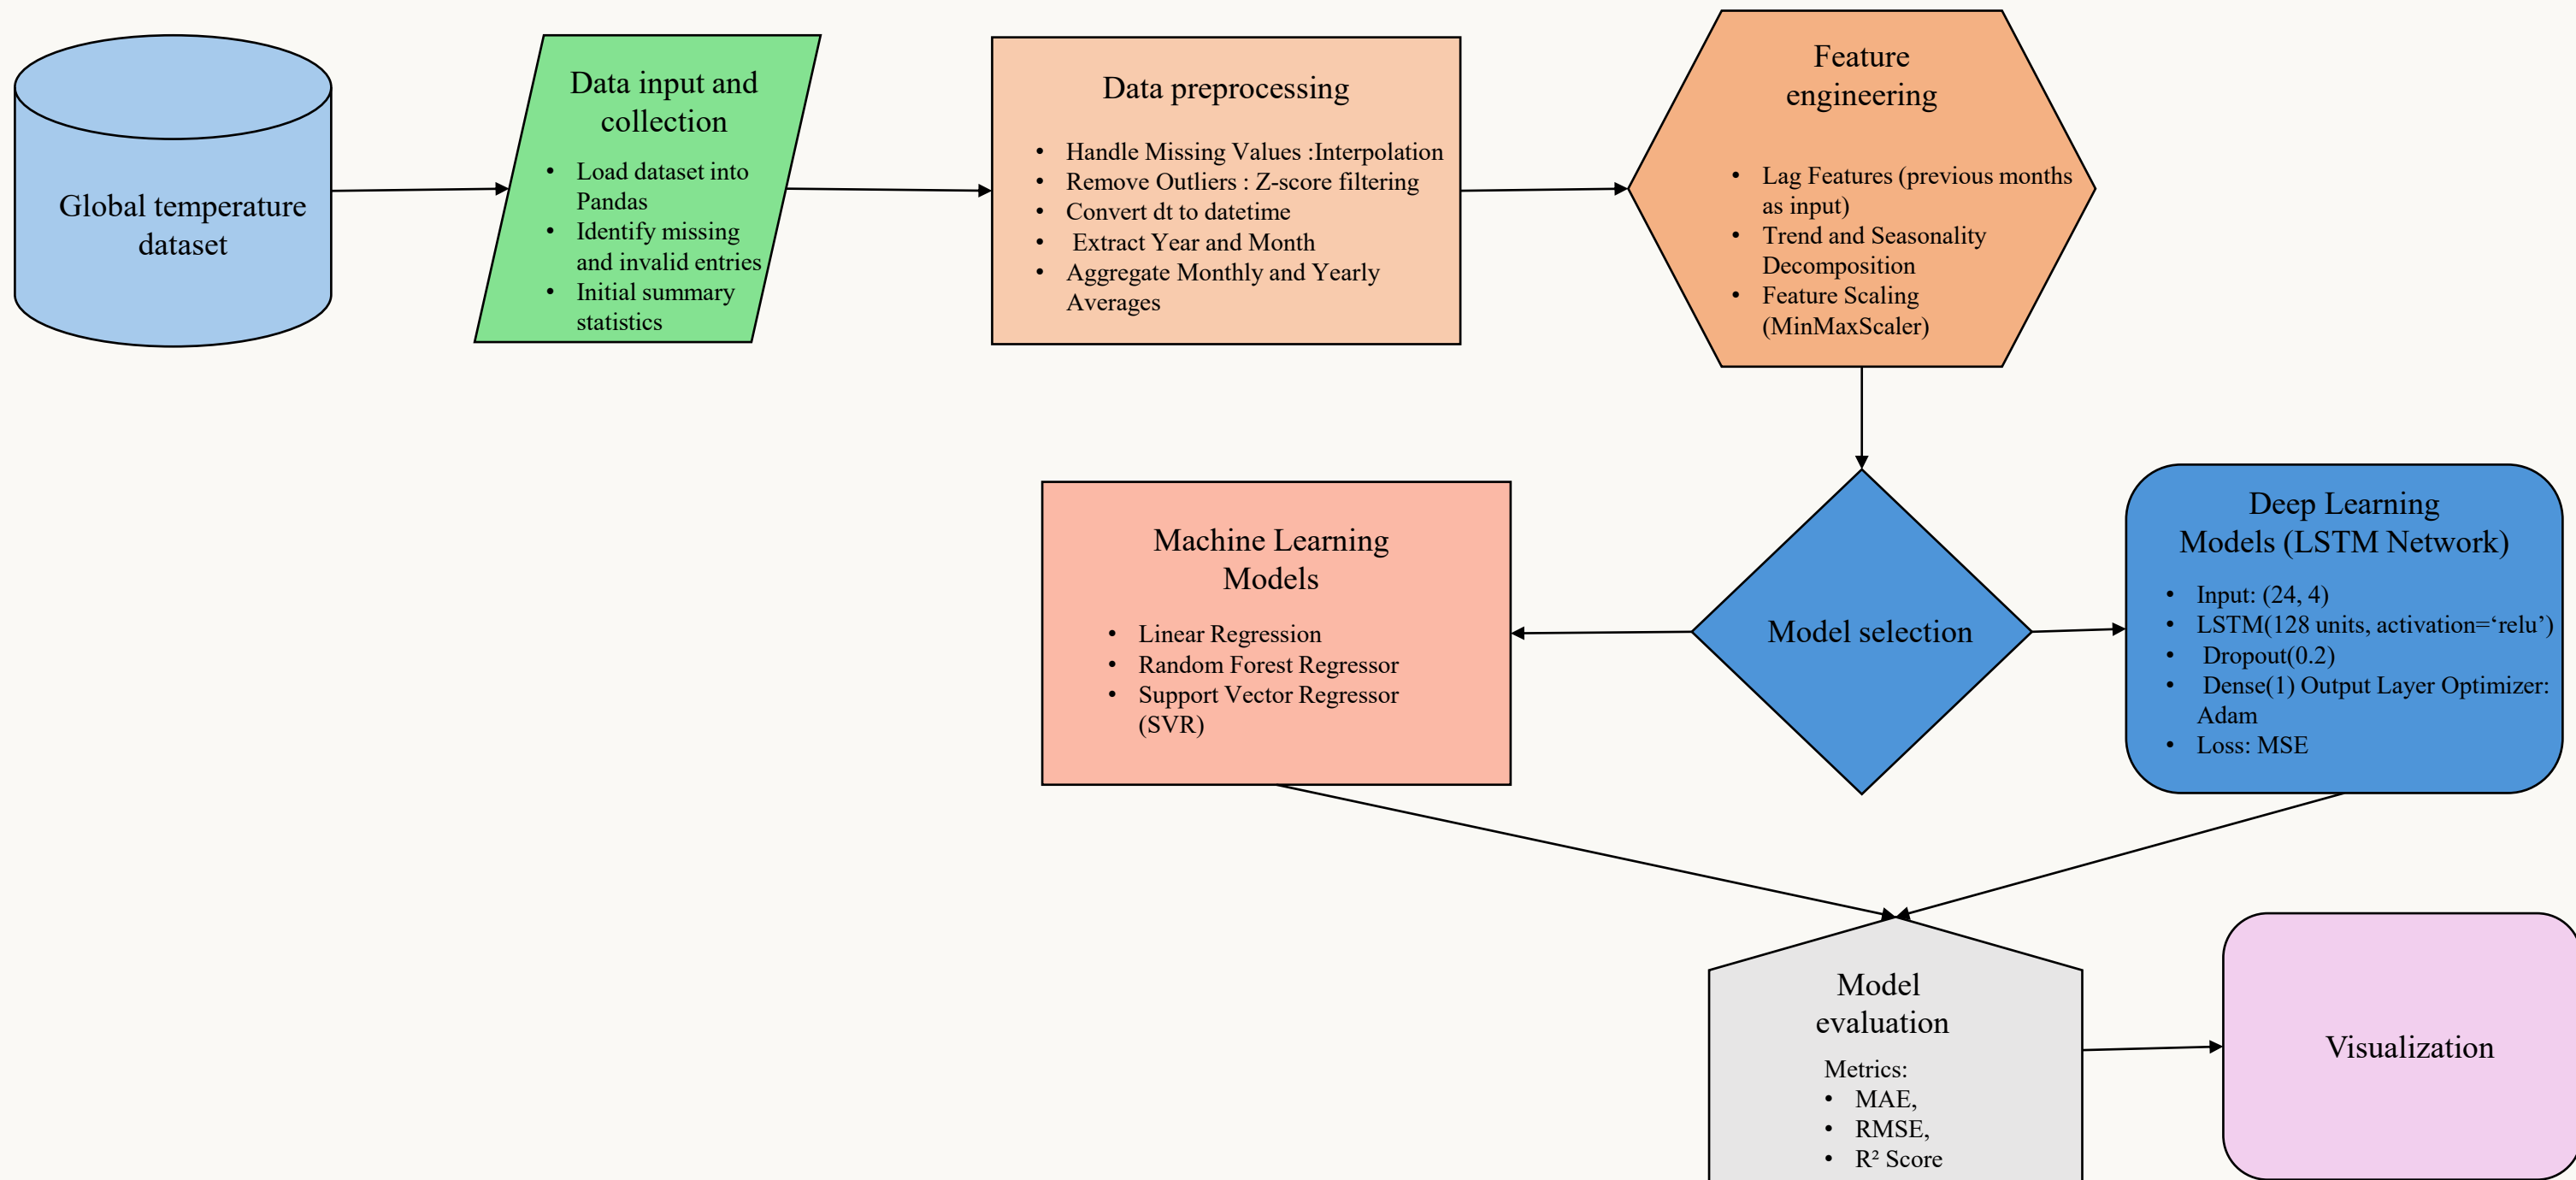 Global temperature
dataset
Data input and
collection
• Load dataset into
Pandas
• Identify missing
and invalid entries
• Initial summary
statistics
Data preprocessing
• Handle Missing Values :Interpolation
• Remove Outliers : Z-score filtering
• Convert dt to datetime
• Extract Year and Month
• Aggregate Monthly and Yearly
Averages
Feature
engineering
• Lag Features (previous months
as input)
• Trend and Seasonality
Decomposition
• Feature Scaling
(MinMaxScaler)
Machine Learning
Models
• Linear Regression
• Random Forest Regressor
• Support Vector Regressor
(SVR)
Model selection
Deep Learning
Models (LSTM Network)
• Input: (24, 4)
• LSTM(128 units, activation=‘relu’)
• Dropout(0.2)
• Dense(1) Output Layer Optimizer:
Adam
• Loss: MSE
Model
evaluation
Metrics:
• MAE,
• RMSE,
• R² Score
Visualization